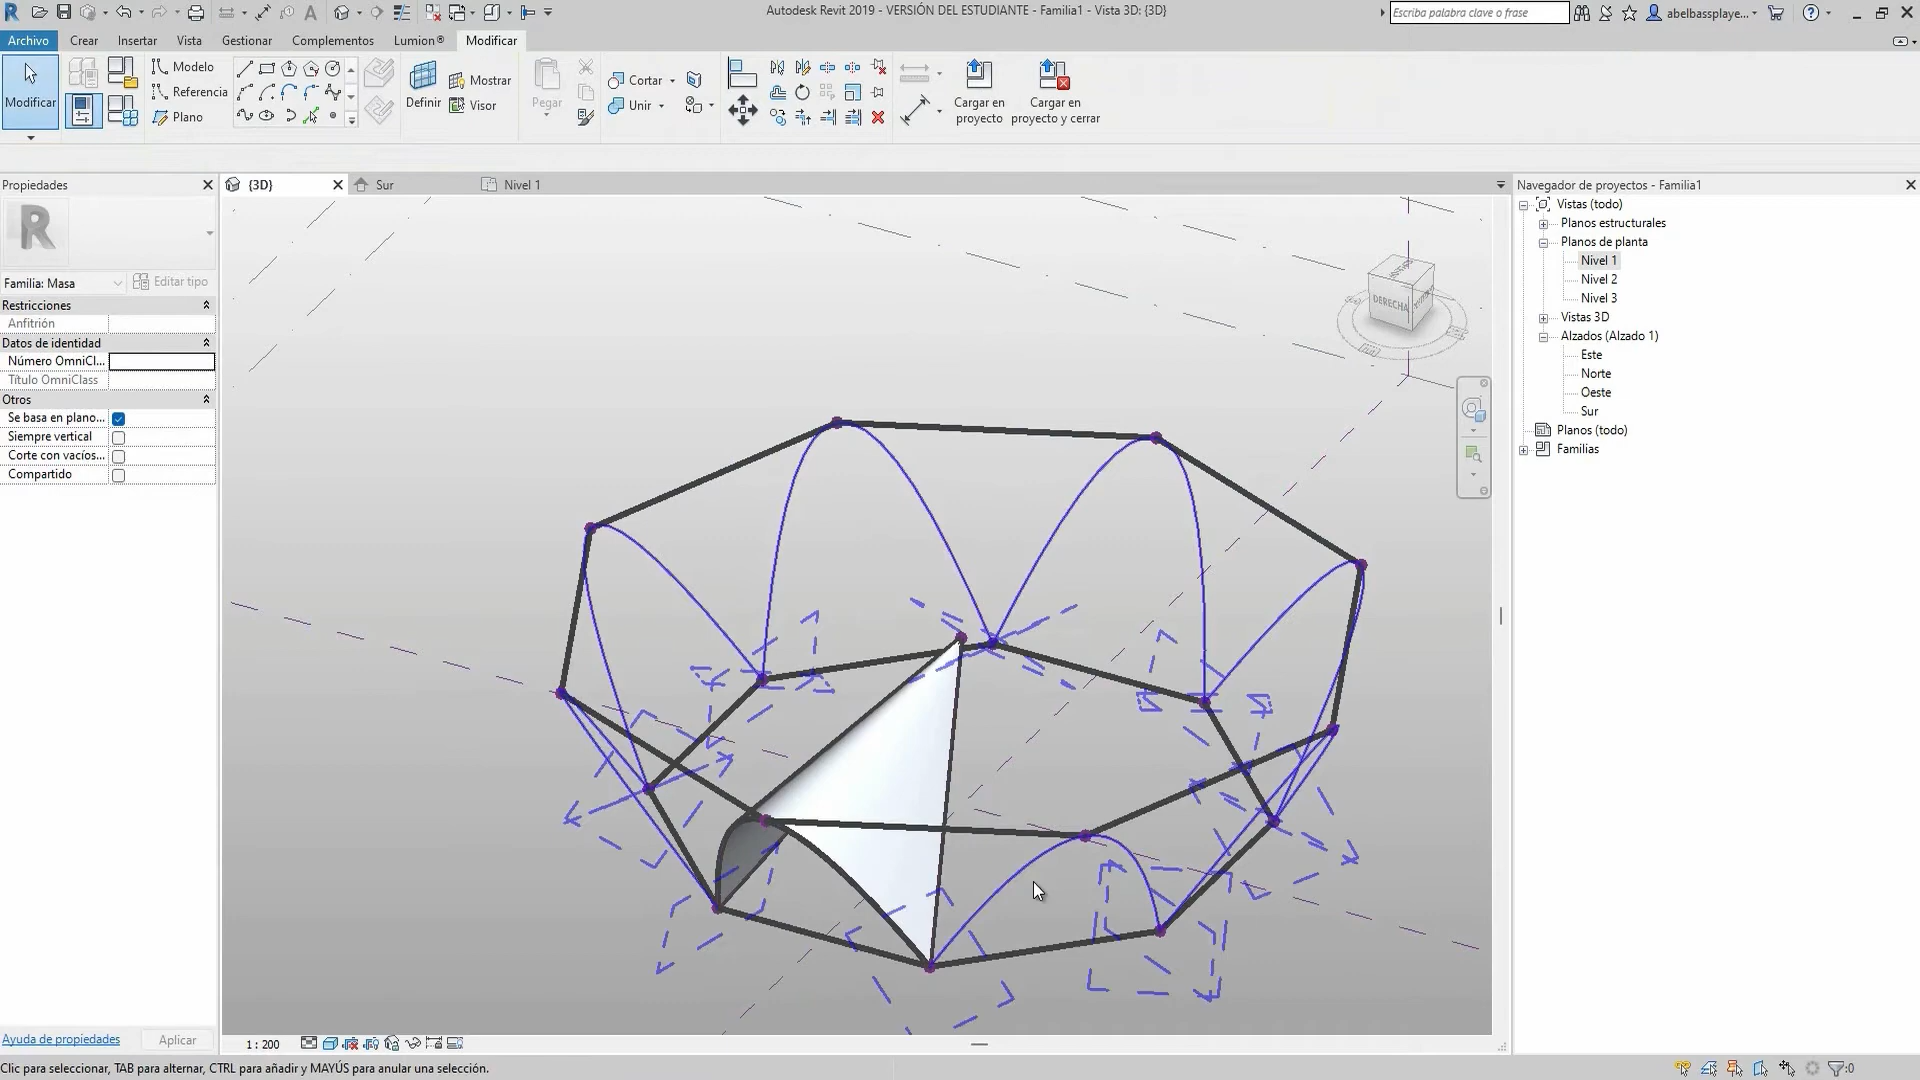 Autodesk Revit 2019 - VERSIÓN DEL ESTUDIANTE - Familia1 - Vista 3D: {3D}
Escriba palabra clave o frase
abelbassplaye...
Archivo
Crear
Insertar
Vista
Gestionar
Complementos
Lumion®
Modificar
Modificar
Modelo
Referencia
Plano
Definir
Mostrar
Visor
Pegar
Cortar
Unir
Cargar en
proyecto
Cargar en
proyecto y cerrar
Propiedades
{3D}
Sur
Nivel 1
Navegador de proyectos - Familia1
R
Familia: Masa
Editar tipo
Restricciones
Anfitrión
Datos de identidad
Número OmniCl...
Título OmniClass
Otros
Se basa en plano...
Siempre vertical
Corte con vacíos...
Compartido
DERECHA
Vistas (todo)
Planos estructurales
Planos de planta
Nivel 1
Nivel 2
Nivel 3
Vistas 3D
Alzados (Alzado 1)
Este
Norte
Oeste
Sur
Planos (todo)
Familias
Ayuda de propiedades
Aplicar
1 : 200
Clic para seleccionar, TAB para alternar, CTRL para añadir y MAYÚS para anular una selección.
:0